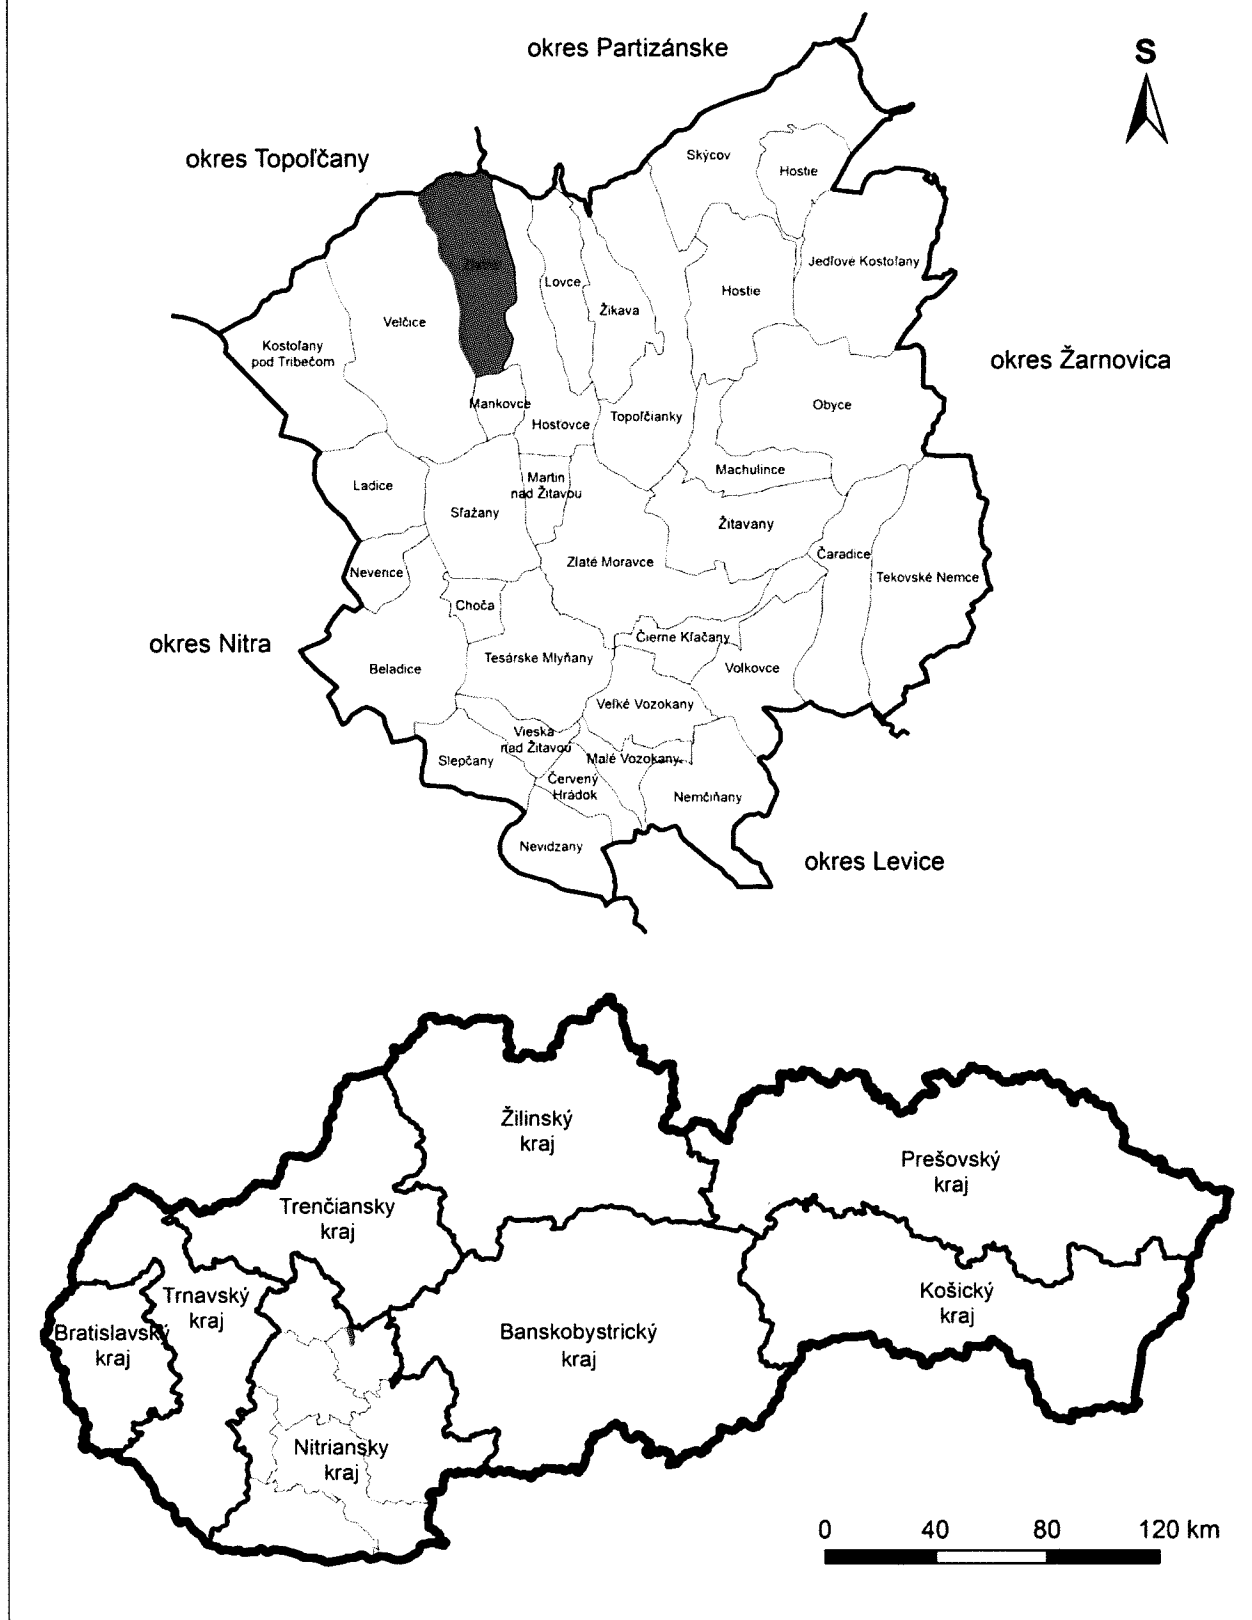 okres Partizánske
S
okres Topoľčany
Skýcov
Hostie
Jedľové Kostoľany
Lovce
Hostie
Žikava
Velčice
Kostoľany
pod Tribečom
okres Žarnovica
Mankovce
Obyce
Topoľčianky
Hosťovce
Machulince
Martin
nad Žitavou
Ladice
Sľažany
Žitavany
Čaradice
Zlaté Moravce
Neverice
Tekovské Nemce
Choča
Čierne Kľačany
okres Nitra
Tesárske Mlyňany
Beladice
Volkovce
Veľké Vozokany
Vieska
nad Žitavou
Slepčany
Malé Vozokany
Červený
Hrádok
Nemčiňany
Nevidzany
okres Levice
Žilinský
kraj
Prešovský
kraj
Trenčiansky
kraj
Trnavský
kraj
Košický
kraj
Bratislavský
kraj
Banskobystrický
kraj
Nitriansky
kraj
0 40 80 120 km